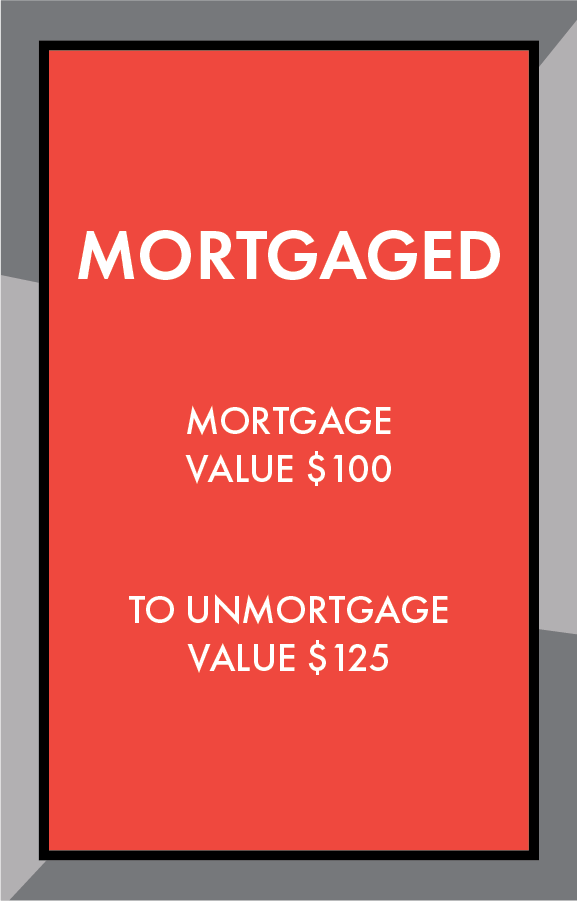 MORTGAGED
MORTGAGE
VALUE $100
TO UNMORTGAGE
VALUE $125